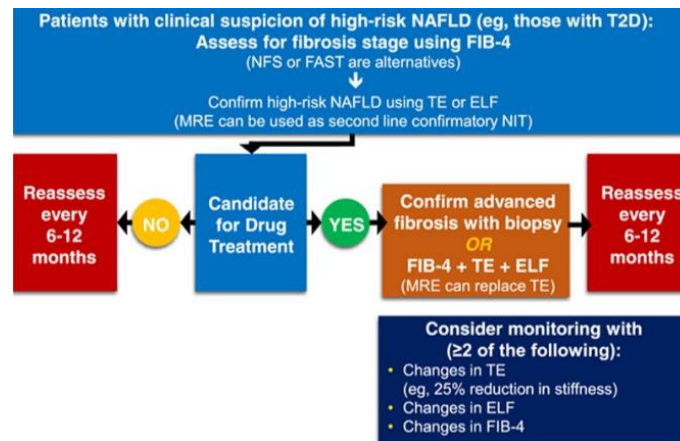 Patients with clinical suspicion of high-risk NAFLD (eg, those with T2D):
Assess for fibrosis stage using FIB-4
(NFS or FAST are alternatives)
Confirm high-risk NAFLD using TE or ELF
(MRE can be used as second line confirmatory NIT)
Reassess
every
6-12
months
NO
Candidate
for Drug
Treatment
YES
Confirm advanced
fibrosis with biopsy
OR
FIB-4 + TE + ELF
(MRE can replace TE)
Reassess
every
6-12
months
Consider monitoring with
(≥2 of the following):
• Changes in TE
(eg, 25% reduction in stiffness)
• Changes in ELF
• Changes in FIB-4